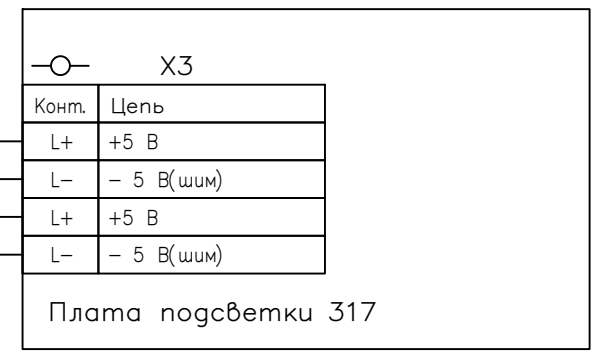 X3
Конт. Цепь
L+ +5 В
L– – 5 В(шим)
L+ +5 В
L– – 5 В(шим)
Плата подсветки 317